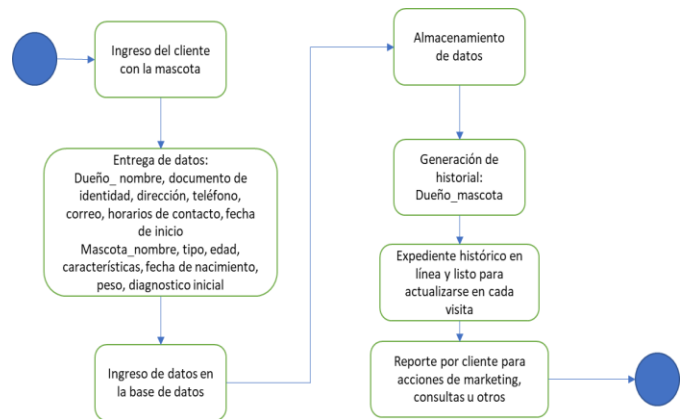 Ingreso del cliente
con la mascota
Entrega de datos:
Dueño_ nombre, documento de
identidad, dirección, teléfono,
correo, horarios de contacto, fecha
de inicio
Mascota_nombre, tipo, edad,
características, fecha de nacimiento,
peso, diagnostico inicial
Ingreso de datos en
la base de datos
Almacenamiento
de datos
Generación de
historial:
Dueño_mascota
Expediente histórico en
línea y listo para
actualizarse en cada
visita
Reporte por cliente para
acciones de marketing,
consultas u otros